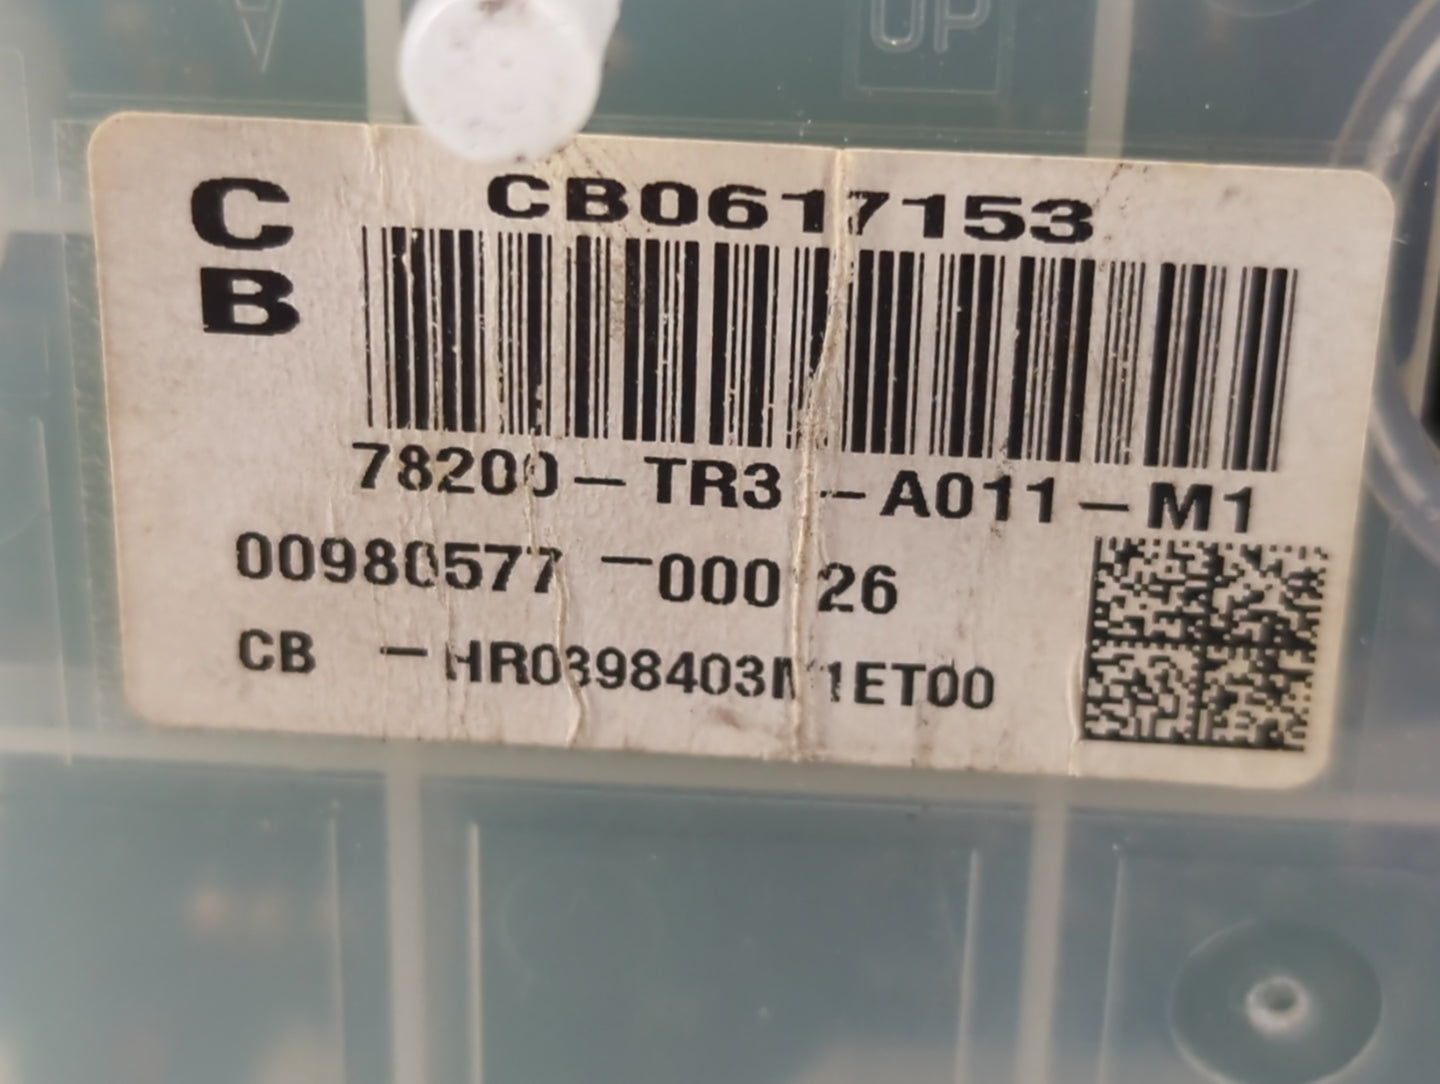 UP
C CB0617153
B
78200-TR3-A011-M1
00980577-00026
CB -HR0398403M1ET00